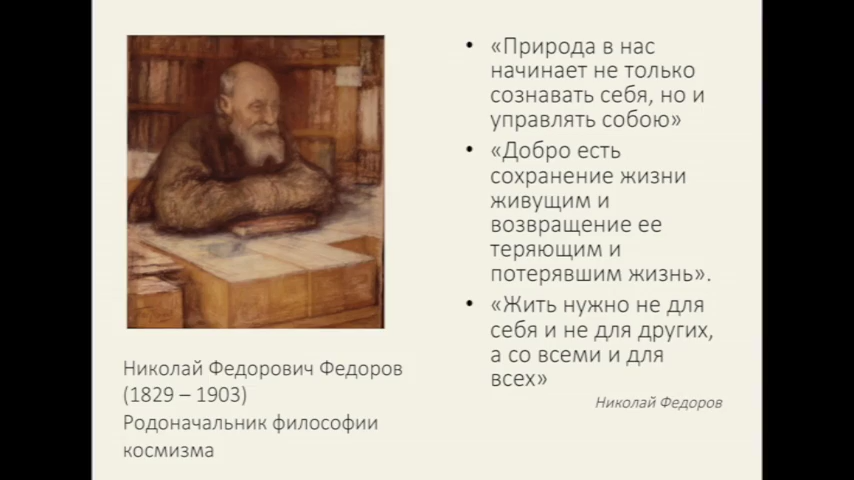 • «Природа в нас
начинает не только
сознавать себя, но и
управлять собою»
• «Добро есть
сохранение жизни
живущим и
возвращение ее
теряющим и
потерявшим жизнь».
• «Жить нужно не для
себя и не для других,
а со всеми и для
всех»
Николай Федоров
Николай Федорович Федоров
(1829 – 1903)
Родоначальник философии
космизма